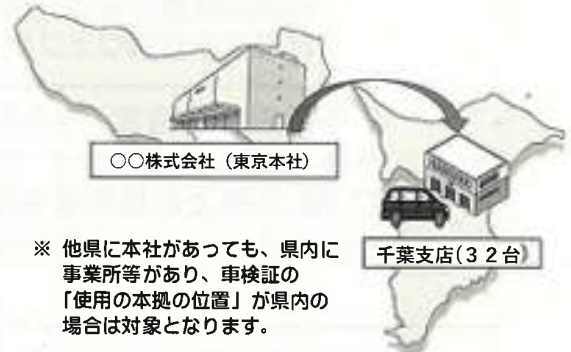 ○○株式会社（東京本社）
千葉支店(３２台)
※ 他県に本社があっても、県内に
事業所等があり、車検証の
「使用の本拠の位置」が県内の
場合は対象となります。